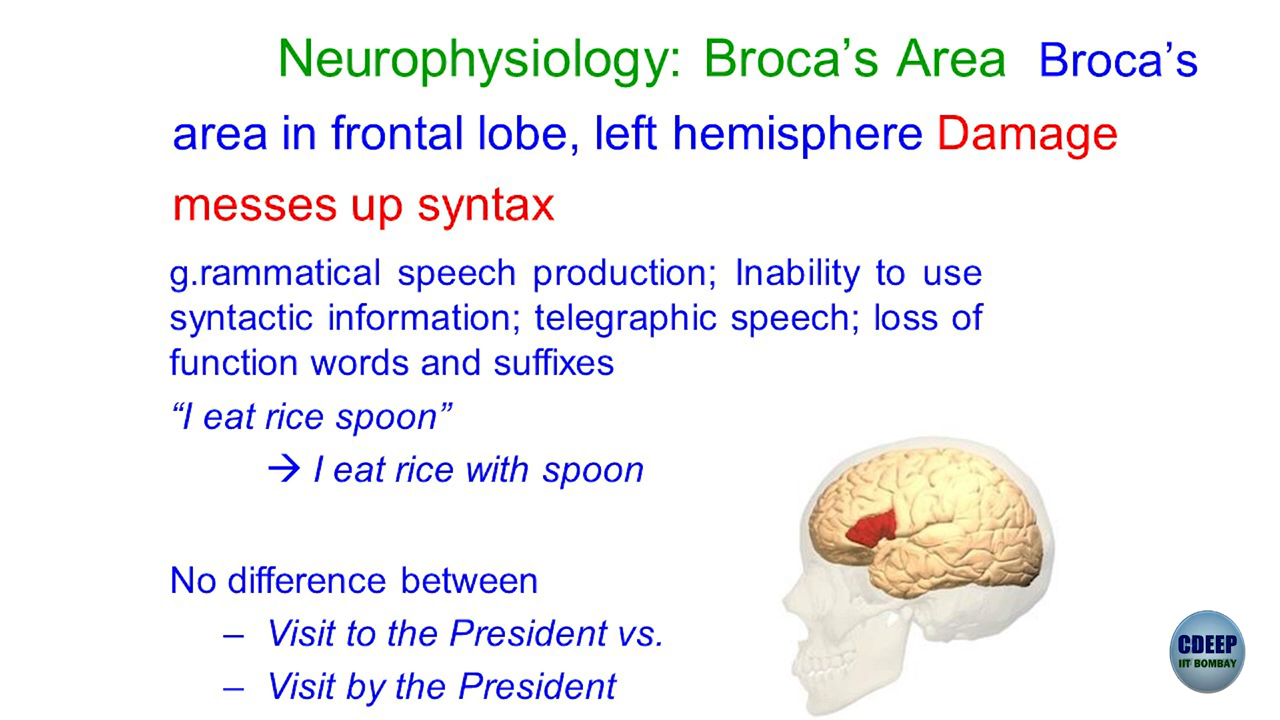 Neurophysiology: Broca’s Area Broca’s
area in frontal lobe, left hemisphere Damage
messes up syntax
g.rammatical speech production; Inability to use
syntactic information; telegraphic speech; loss of
function words and suffixes
“I eat rice spoon”
→ I eat rice with spoon
No difference between
– Visit to the President vs.
– Visit by the President
CDEEP
IIT BOMBAY